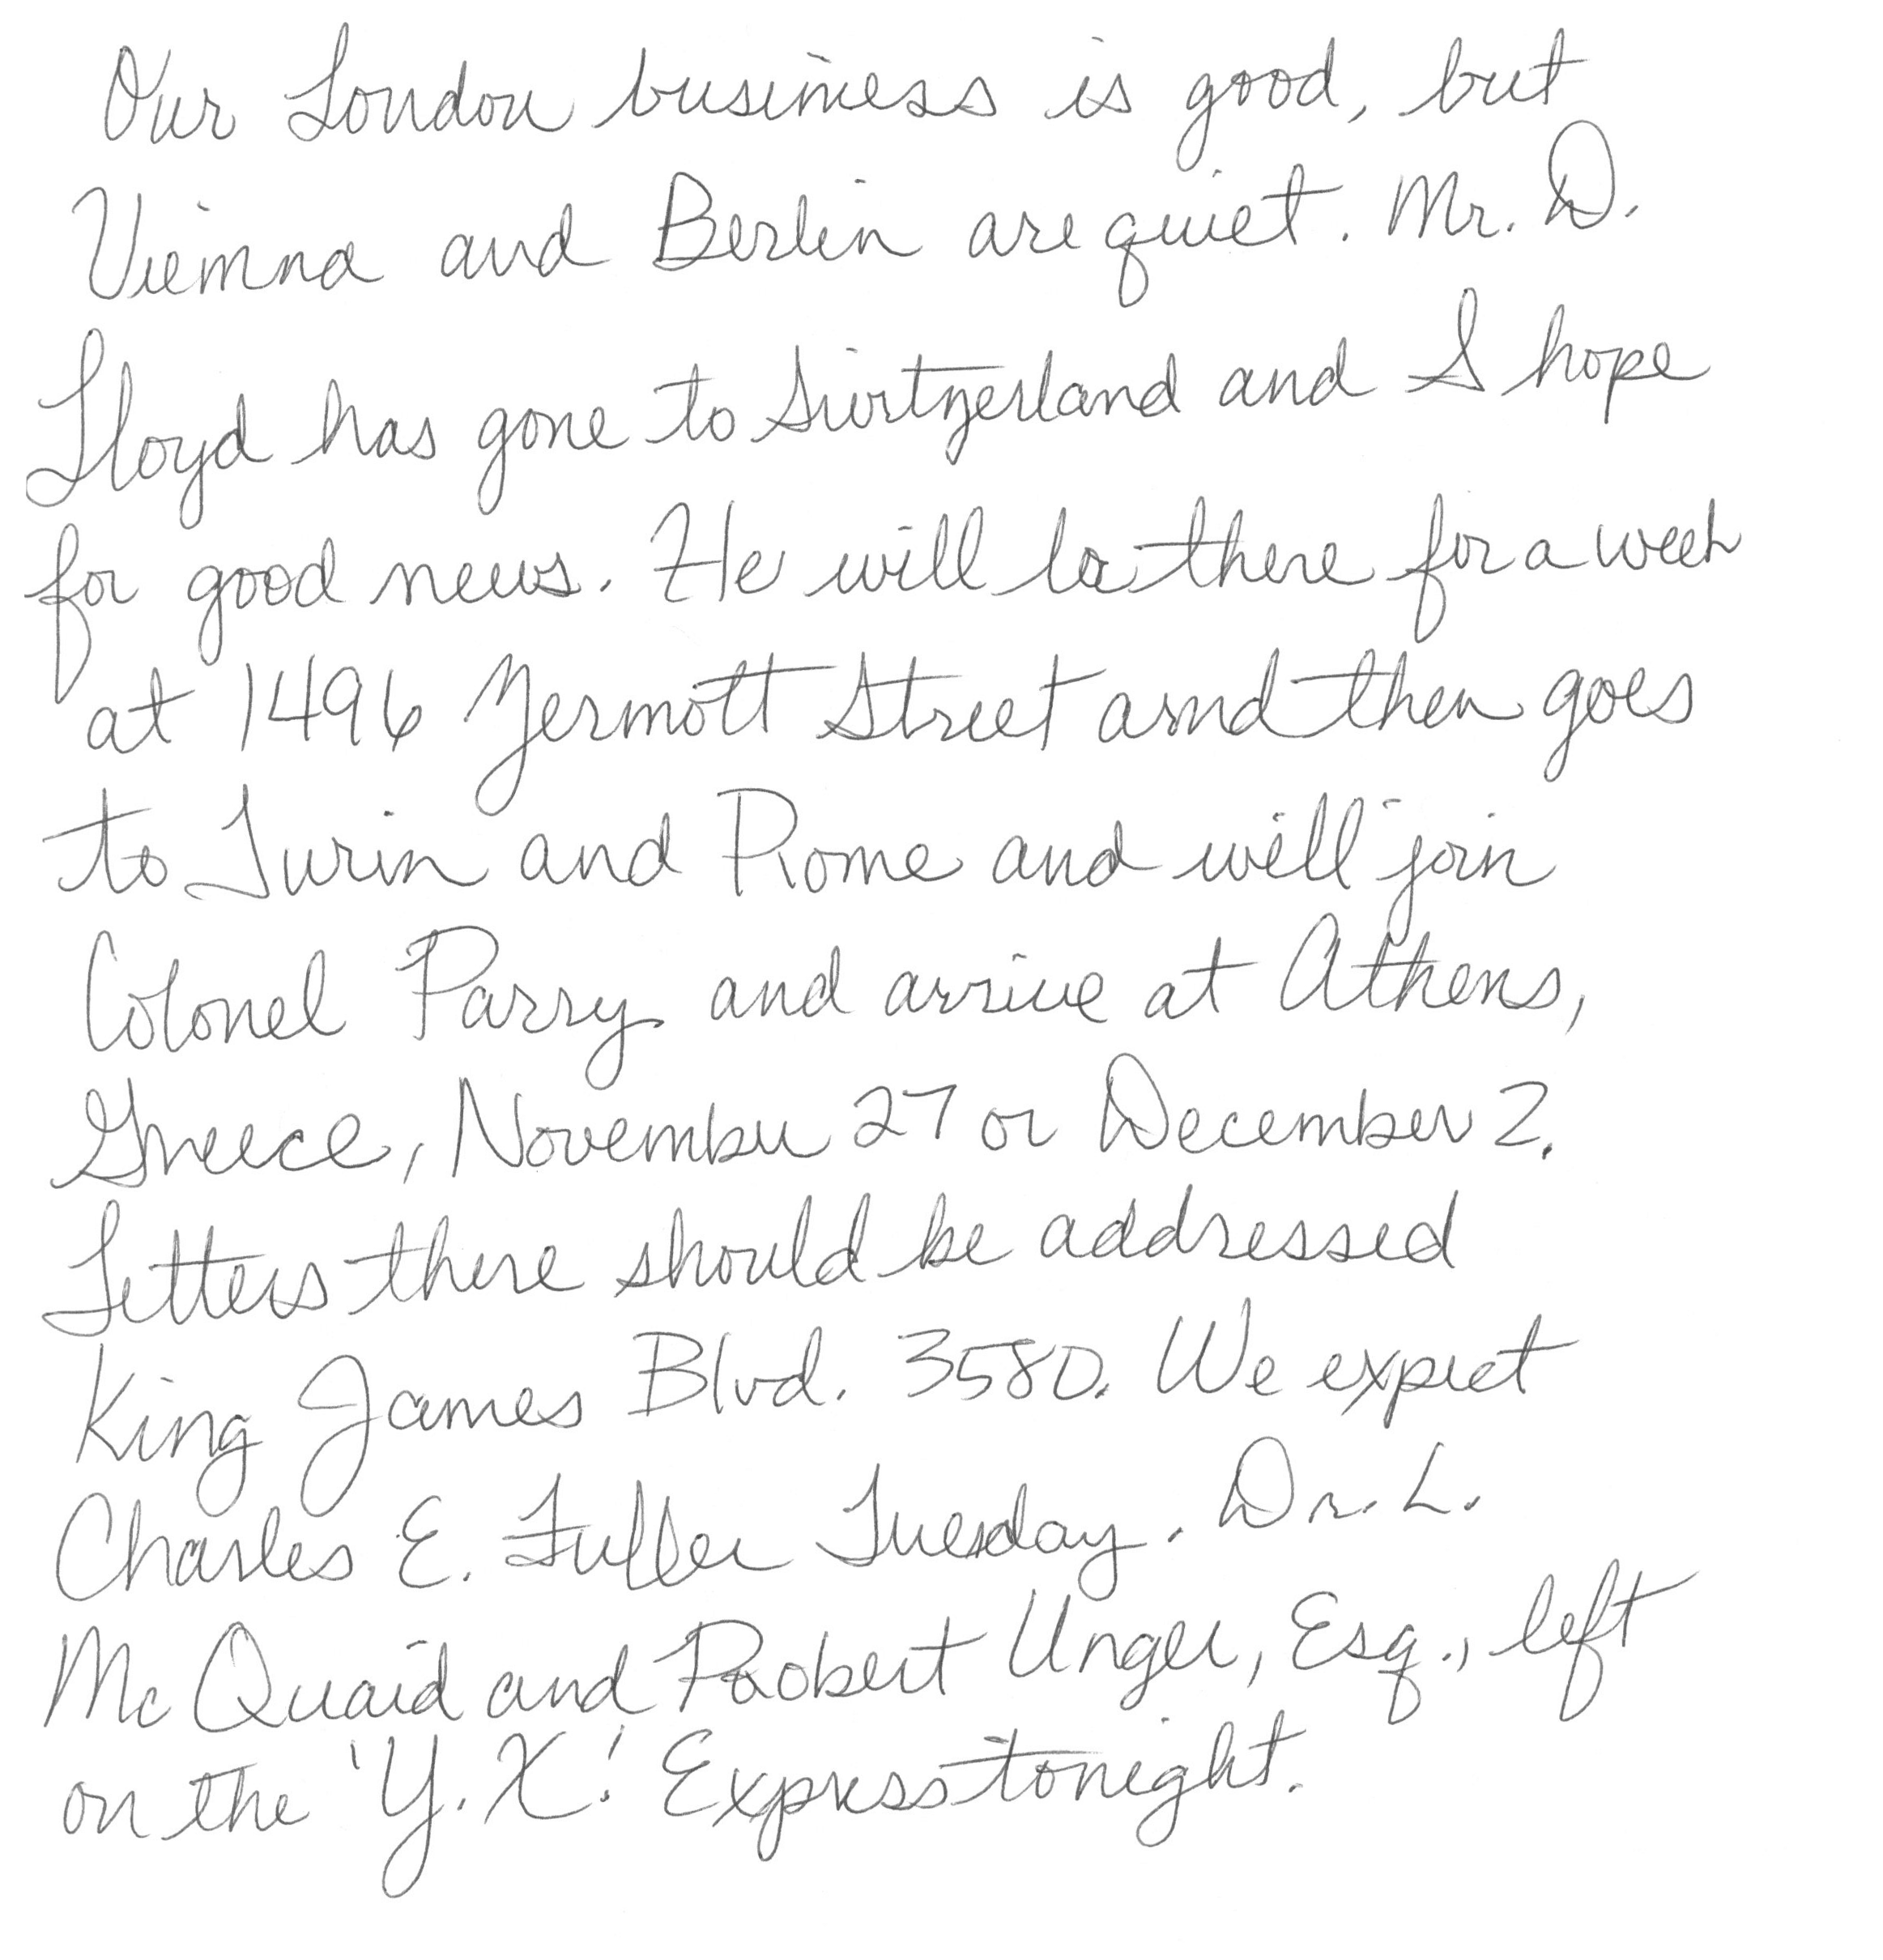 Our London business is good, but
Vienna and Berlin are quiet. Mr. D.
Lloyd has gone to Switzerland and I hope
for good news. He will be there for a week
at 1496 Zermott Street and then goes
to Turin and Rome and will join
Colonel Parry and arrive at Athens,
Greece, November 27 or December 2.
Letters there should be addressed
King James Blvd. 3580. We expect
Charles E. Fuller Tuesday. Dr. L.
McQuaid and Robert Unger, Esq., left
on the 'Y.X.' Express tonight.